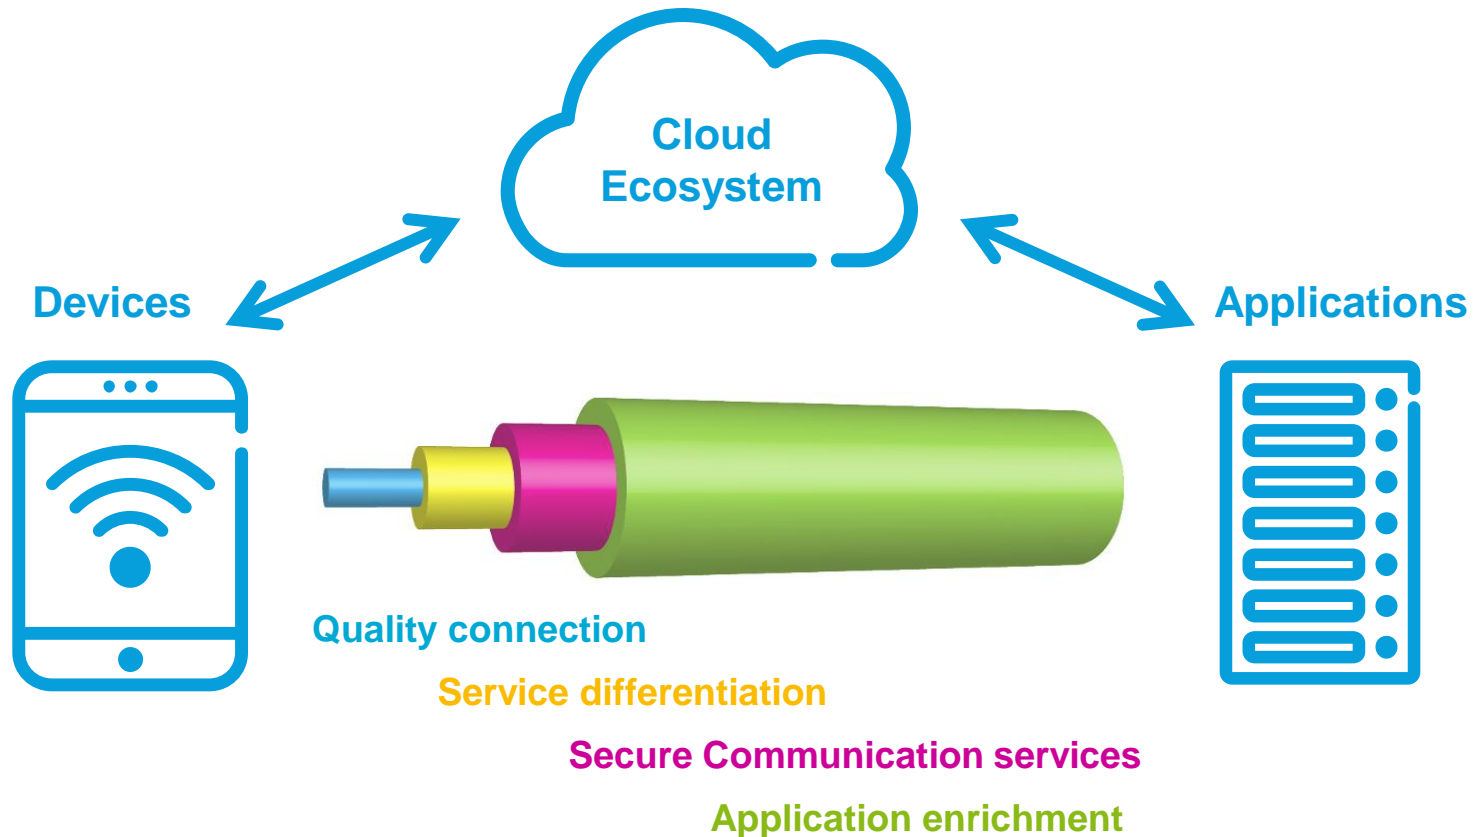 Cloud
Ecosystem
Devices
Applications
Quality connection
Service differentiation
Secure Communication services
Application enrichment